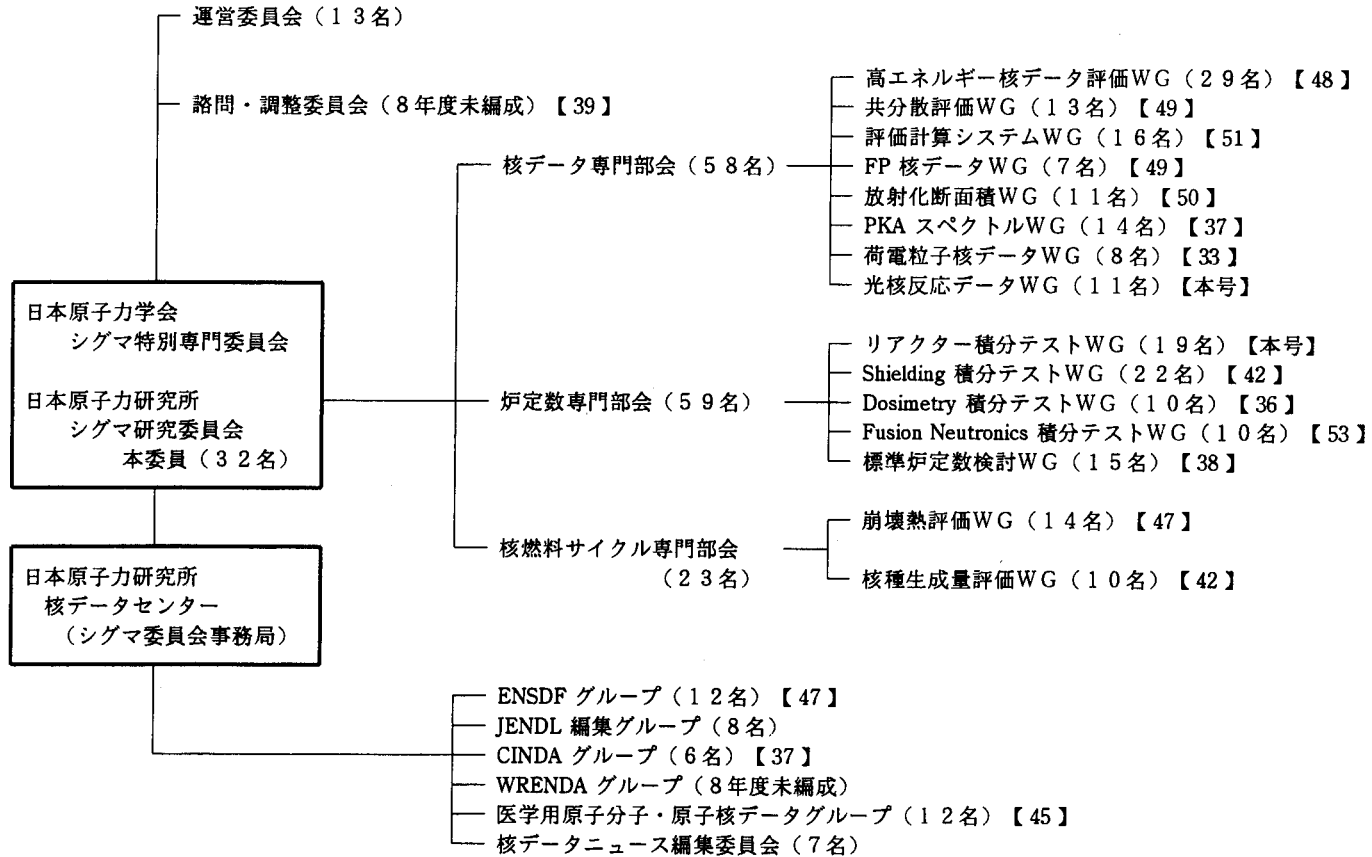 運営委員会（１３名）
諮問・調整委員会（８年度未編成）【39】
日本原子力学会
シグマ特別専門委員会
日本原子力研究所
シグマ研究委員会
本委員（３２名）
核データ専門部会（５８名）
高エネルギー核データ評価ＷＧ（２９名）【48】
共分散評価ＷＧ（１３名）【49】
評価計算システムＷＧ（１６名）【51】
FP 核データＷＧ（７名）【49】
放射化断面積ＷＧ（１１名）【50】
PKA スペクトルＷＧ（１４名）【37】
荷電粒子核データＷＧ（８名）【33】
光核反応データＷＧ（１１名）【本号】
炉定数専門部会（５９名）
リアクター積分テストＷＧ（１９名）【本号】
Shielding 積分テストＷＧ（２２名）【42】
Dosimetry 積分テストＷＧ（１０名）【36】
Fusion Neutronics 積分テストＷＧ（１０名）【53】
標準炉定数検討ＷＧ（１５名）【38】
核燃料サイクル専門部会
（２３名）
崩壊熱評価ＷＧ（１４名）【47】
核種生成量評価ＷＧ（１０名）【42】
日本原子力研究所
核データセンター
（シグマ委員会事務局）
ENSDF グループ（１２名）【47】
JENDL 編集グループ（８名）
CINDA グループ（６名）【37】
WRENDA グループ（８年度未編成）
医学用原子分子・原子核データグループ（１２名）【45】
核データニュース編集委員会（７名）